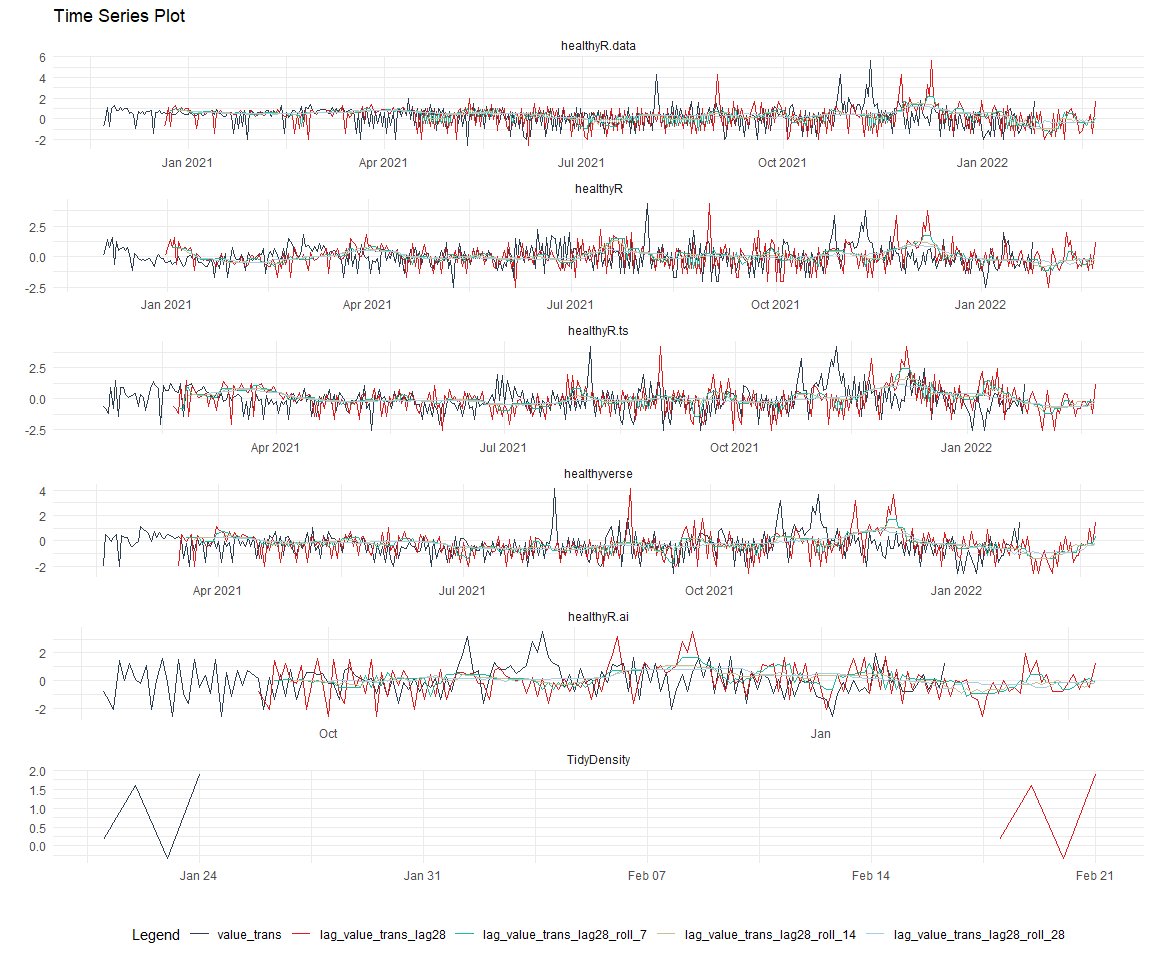 Time Series Plot
healthyR.data
6
4
2
0
-2
Jan 2021 Apr 2021 Jul 2021 Oct 2021 Jan 2022
healthyR
2.5
0.0
-2.5
Jan 2021 Apr 2021 Jul 2021 Oct 2021 Jan 2022
healthyR.ts
2.5
0.0
-2.5
Apr 2021 Jul 2021 Oct 2021 Jan 2022
healthyverse
4
2
0
-2
Apr 2021 Jul 2021 Oct 2021 Jan 2022
healthyR.ai
2
0
-2
Oct Jan
TidyDensity
2.0
1.5
1.0
0.5
0.0
Jan 24 Jan 31 Feb 07 Feb 14 Feb 21
Legend value_trans lag_value_trans_lag28 lag_value_trans_lag28_roll_7 lag_value_trans_lag28_roll_14 lag_value_trans_lag28_roll_28